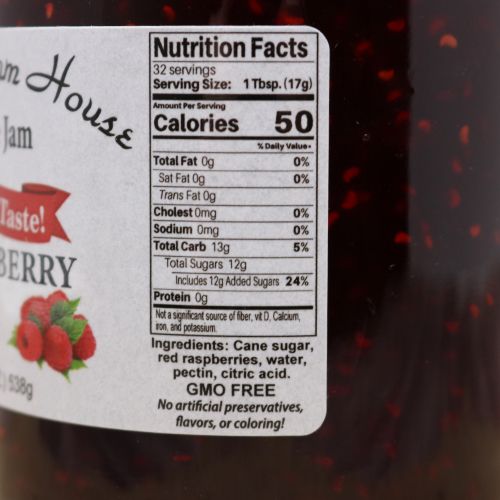 House
Jam
Taste!
BERRY
538g
Nutrition Facts
32 servings
Serving Size: 1 Tbsp. (17g)
Amount Per Serving
Calories 50
% Daily Value*
Total Fat 0g 0%
Sat Fat 0g 0%
Trans Fat 0g
Cholest 0mg 0%
Sodium 0mg 0%
Total Carb 13g 5%
Total Sugars 12g
Includes 12g Added Sugars 24%
Protein 0g
Not a significant source of fiber, vit D, Calcium,
iron, and potassium.
Ingredients: Cane sugar,
red raspberries, water,
pectin, citric acid.
GMO FREE
No artificial preservatives,
flavors, or coloring!